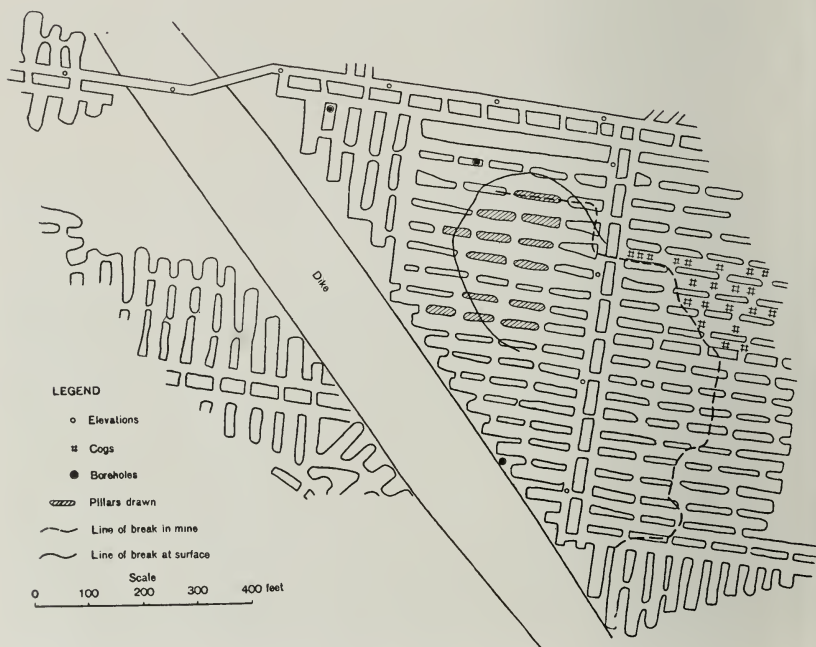 Dike
LEGEND
Elevations
Cogs
Boreholes
Pillars drawn
Line of break in mine
Line of break at surface
Scale
0 100 200 300 400 feet